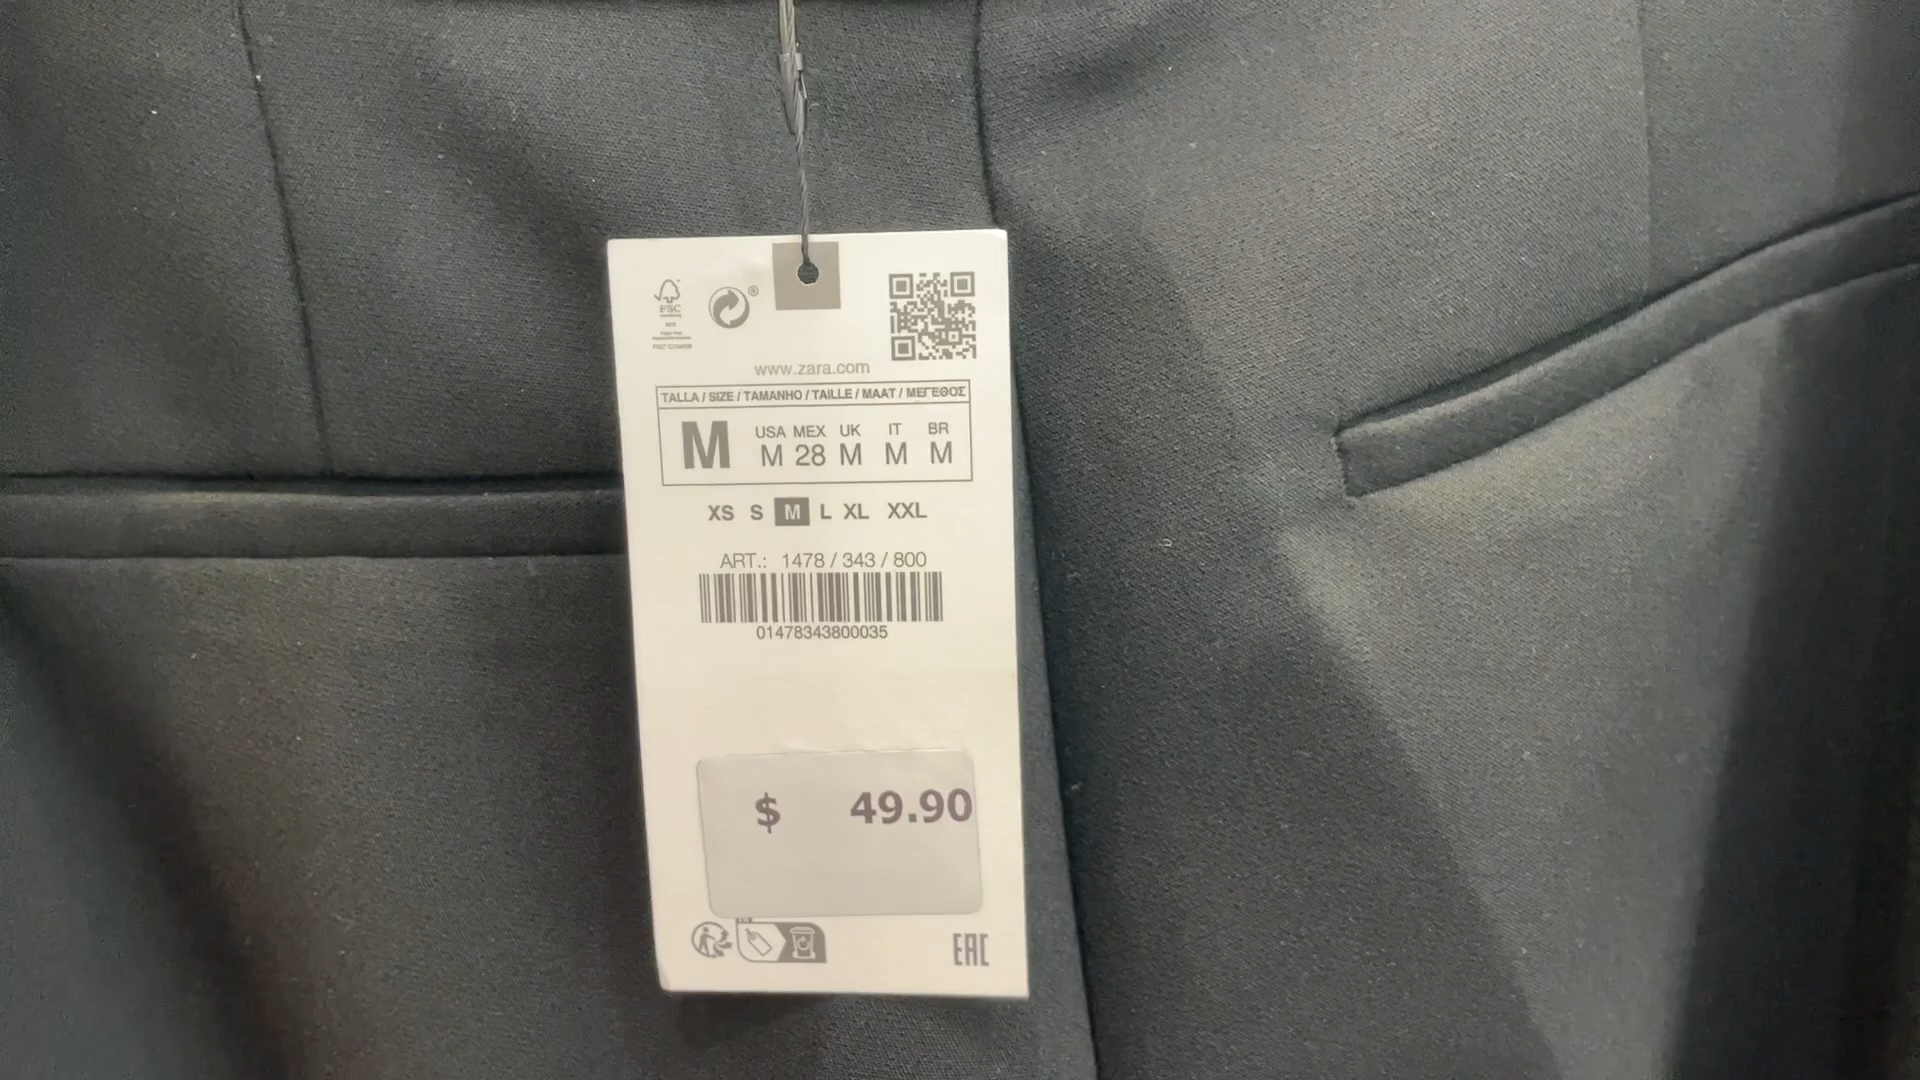 FSC
®
www.zara.com
TALLA / SIZE / TAMANHO / TAILLE / MAAT / ΜΕΓΕΘΟΣ
M
USA MEX UK IT BR
M 28 M M M
XS S M L XL XXL
ART.: 1478 / 343 / 800
01478343800035
$ 49.90
EAC